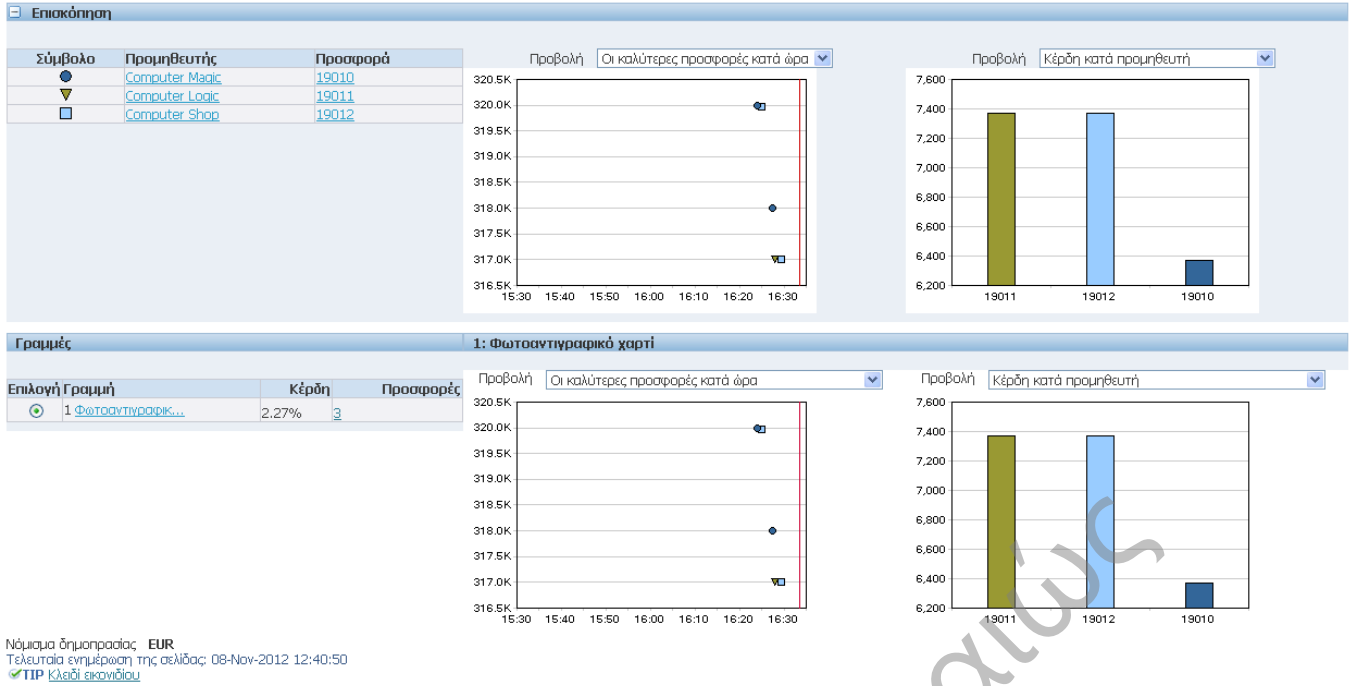 Επισκόπηση
Σύμβολο Προμηθευτής Προσφορά
Computer Magic 19010
Computer Logic 19011
Computer Shop 19012
Προβολή Οι καλύτερες προσφορές κατά ώρα
320.5K
320.0K
319.5K
319.0K
318.5K
318.0K
317.5K
317.0K
316.5K
15:30 15:40 15:50 16:00 16:10 16:20 16:30
Προβολή Κέρδη κατά προμηθευτή
7,600
7,400
7,200
7,000
6,800
6,600
6,400
6,200
19011 19012 19010
Γραμμές
Επιλογή Γραμμή Κέρδη Προσφορές
1 Φωτοαντιγραφικ... 2.27% 3
1: Φωτοαντιγραφικό χαρτί
Προβολή Οι καλύτερες προσφορές κατά ώρα
320.5K
320.0K
319.5K
319.0K
318.5K
318.0K
317.5K
317.0K
316.5K
15:30 15:40 15:50 16:00 16:10 16:20 16:30
Προβολή Κέρδη κατά προμηθευτή
7,600
7,400
7,200
7,000
6,800
6,600
6,400
6,200
19011 19012 19010
Νόμισμα δημοπρασίας EUR
Τελευταία ενημέρωση της σελίδας: 08-Nov-2012 12:40:50
TIP Κλειδί εικονιδίου